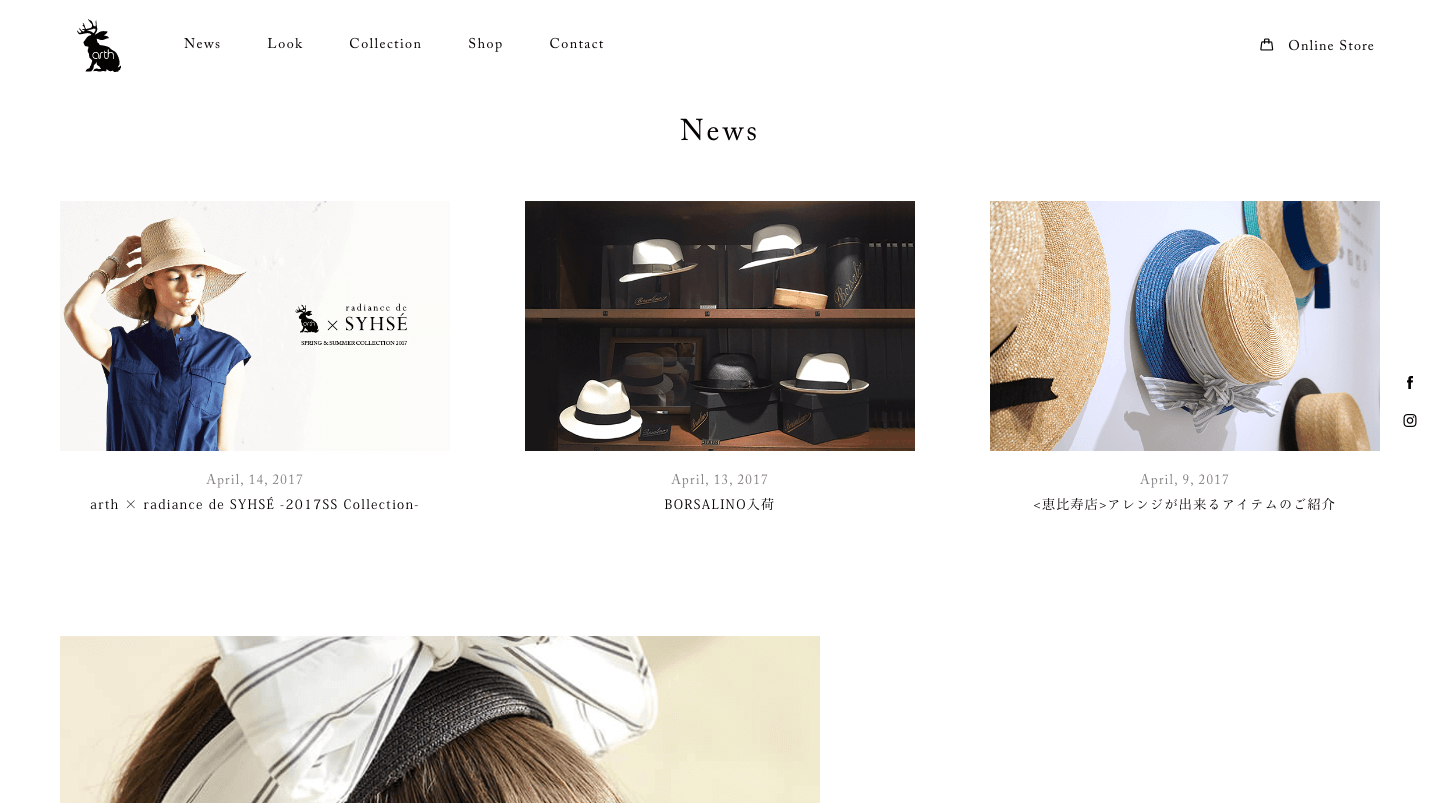 arth
News
Look
Collection
Shop
Contact
Online Store
News
radiance de
× SYHSÉ
SPRING & SUMMER COLLECTION 2017
Borsalino
Borsalino
April, 14, 2017
arth × radiance de SYHSÉ -2017SS Collection-
April, 13, 2017
BORSALINO入荷
April, 9, 2017
<恵比寿店>アレンジが出来るアイテムのご紹介